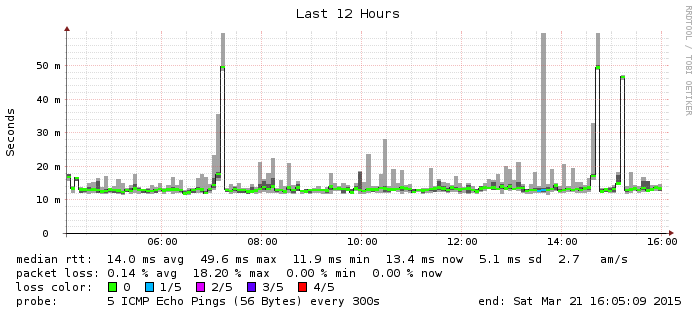 Last 12 Hours
RRDTOOL / TOBI OETIKER
Seconds
50 m
40 m
30 m
20 m
10 m
0
06:00 08:00 10:00 12:00 14:00 16:00
median rtt: 14.0 ms avg 49.6 ms max 11.9 ms min 13.4 ms now 5.1 ms sd 2.7 am/s
packet loss: 0.14 % avg 18.20 % max 0.00 % min 0.00 % now
loss color: 0 1/5 2/5 3/5 4/5
probe: 5 ICMP Echo Pings (56 Bytes) every 300s end: Sat Mar 21 16:05:09 2015